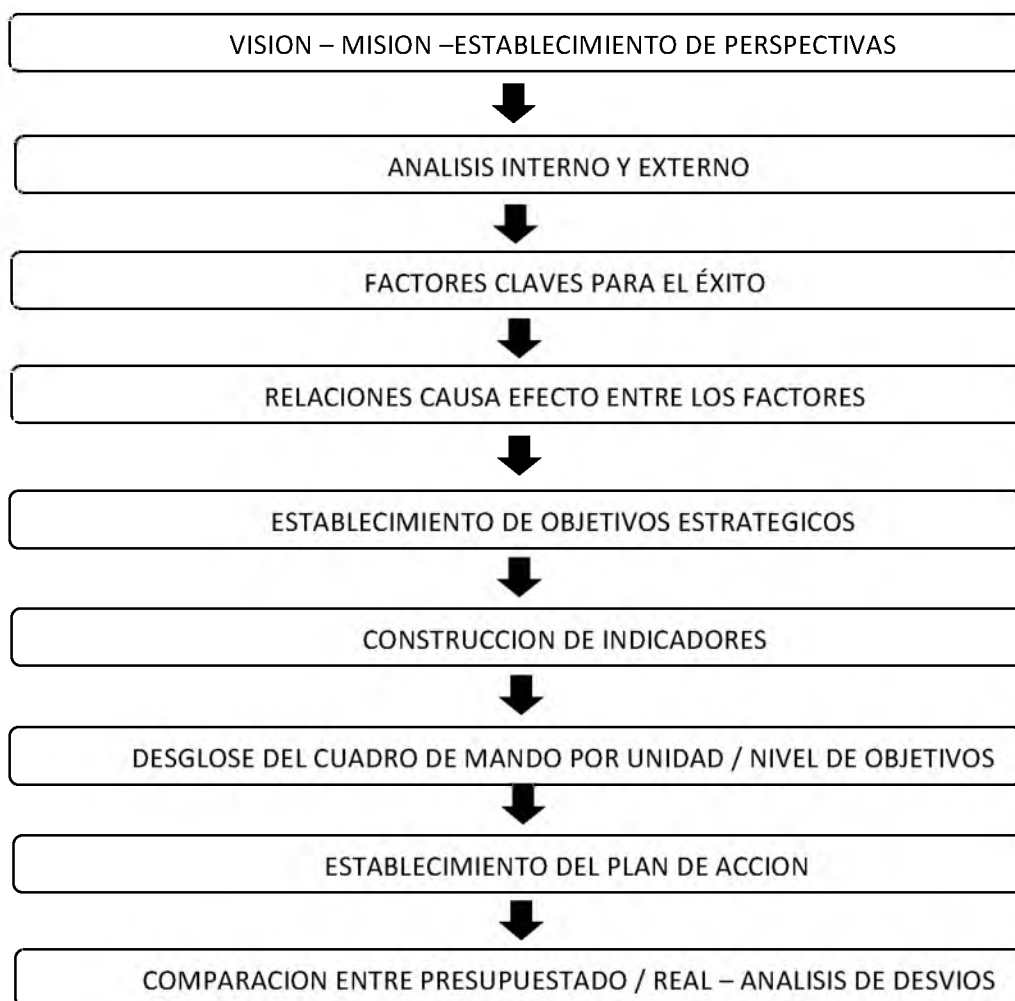 VISION – MISION –ESTABLECIMIENTO DE PERSPECTIVAS
ANALISIS INTERNO Y EXTERNO
FACTORES CLAVES PARA EL ÉXITO
RELACIONES CAUSA EFECTO ENTRE LOS FACTORES
ESTABLECIMIENTO DE OBJETIVOS ESTRATEGICOS
CONSTRUCCION DE INDICADORES
DESGLOSE DEL CUADRO DE MANDO POR UNIDAD / NIVEL DE OBJETIVOS
ESTABLECIMIENTO DEL PLAN DE ACCION
COMPARACION ENTRE PRESUPUESTADO / REAL – ANALISIS DE DESVIOS